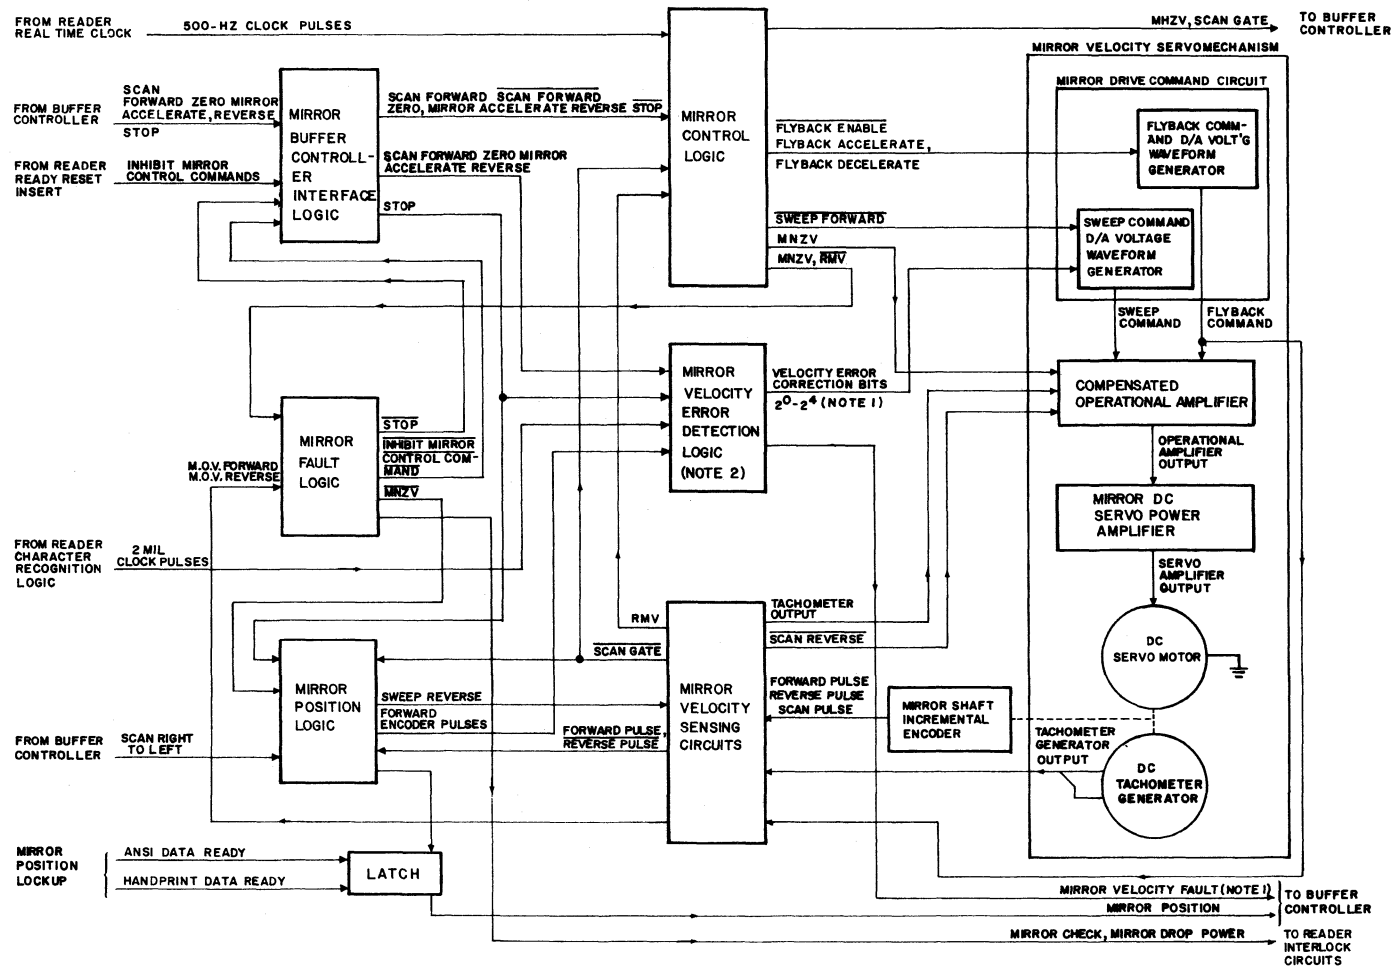 FROM READER
REAL TIME CLOCK
500-HZ CLOCK PULSES
MHZV, SCAN GATE
TO BUFFER
CONTROLLER
MIRROR VELOCITY SERVOMECHANISM
MIRROR DRIVE COMMAND CIRCUIT
SCAN
FORWARD ZERO MIRROR
ACCELERATE, REVERSE
STOP
FROM BUFFER
CONTROLLER
FROM READER
READY RESET
INSERT
INHIBIT MIRROR
CONTROL COMMANDS
MIRROR
BUFFER
CONTROLL-
ER
INTERFACE
LOGIC
SCAN FORWARD SCAN FORWARD
ZERO, MIRROR ACCELERATE REVERSE STOP
SCAN FORWARD ZERO MIRROR
ACCELERATE REVERSE
STOP
MIRROR
CONTROL
LOGIC
FLYBACK ENABLE
FLYBACK ACCELERATE,
FLYBACK DECELERATE
FLYBACK COMM-
AND D/A VOLT'G
WAVEFORM
GENERATOR
SWEEP FORWARD
MNZV
MNZV, RMV
SWEEP COMMAND
D/A VOLTAGE
WAVEFORM
GENERATOR
SWEEP
COMMAND
FLYBACK
COMMAND
MIRROR
VELOCITY
ERROR
DETECTION
LOGIC
(NOTE 2)
VELOCITY ERROR
CORRECTION BITS
2⁰-2⁴ (NOTE 1)
COMPENSATED
OPERATIONAL AMPLIFIER
OPERATIONAL
AMPLIFIER
OUTPUT
MIRROR
FAULT
LOGIC
STOP
INHIBIT MIRROR
CONTROL COM-
MAND
MNZV
M.O.V. FORWARD
M.O.V. REVERSE
MIRROR DC
SERVO POWER
AMPLIFIER
FROM READER
CHARACTER
RECOGNITION
LOGIC
2 MIL
CLOCK PULSES
SERVO
AMPLIFIER
OUTPUT
RMV
SCAN GATE
TACHOMETER
OUTPUT
SCAN REVERSE
DC
SERVO MOTOR
MIRROR
POSITION
LOGIC
SWEEP REVERSE
FORWARD
ENCODER PULSES
FORWARD PULSE,
REVERSE PULSE
MIRROR
VELOCITY
SENSING
CIRCUITS
FORWARD PULSE
REVERSE PULSE
SCAN PULSE
MIRROR SHAFT
INCREMENTAL
ENCODER
TACHOMETER
GENERATOR
OUTPUT
DC
TACHOMETER
GENERATOR
FROM BUFFER
CONTROLLER
SCAN RIGHT
TO LEFT
MIRROR
POSITION
LOCKUP
ANSI DATA READY
HANDPRINT DATA READY
LATCH
MIRROR VELOCITY FAULT (NOTE 1)
MIRROR POSITION
TO BUFFER
CONTROLLER
MIRROR CHECK, MIRROR DROP POWER
TO READER
INTERLOCK
CIRCUITS